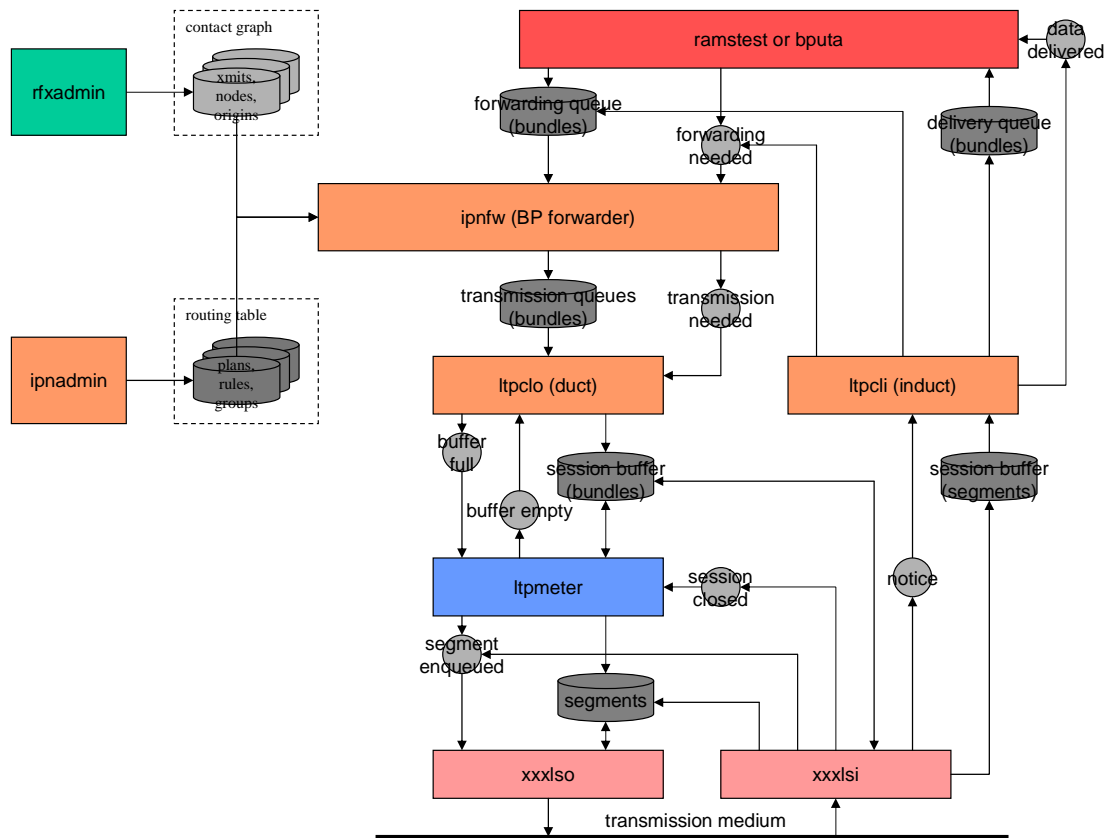 contact graph
rfxadmin
xmits,
nodes,
origins
ramstest or bputa
data
delivered
forwarding queue
(bundles)
forwarding
needed
delivery queue
(bundles)
ipnfw (BP forwarder)
transmission queues
(bundles)
transmission
needed
routing table
ipnadmin
plans,
rules,
groups
ltpclo (duct)
ltpcli (induct)
buffer
full
session buffer
(bundles)
session buffer
(segments)
buffer empty
ltpmeter
session
closed
notice
segment
enqueued
segments
xxxlso
xxxlsi
transmission medium